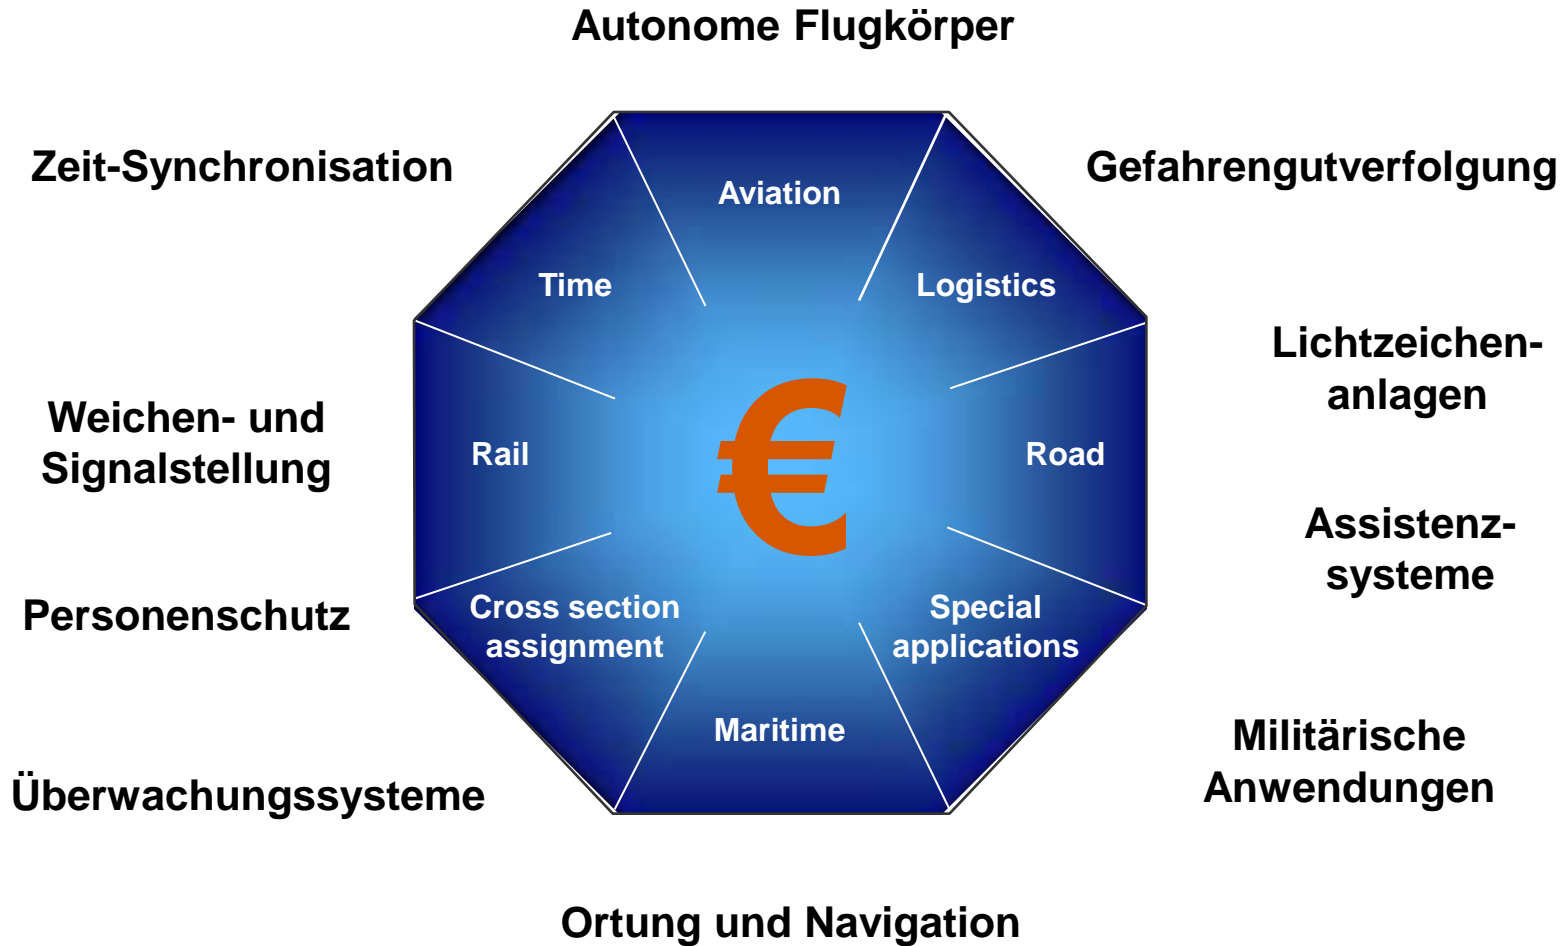 Autonome Flugkörper
Zeit-Synchronisation
Gefahrengutverfolgung
Aviation
Time
Logistics
Lichtzeichen-
anlagen
Weichen- und
Signalstellung
Rail
€
Road
Assistenz-
systeme
Personenschutz
Cross section
assignment
Special
applications
Maritime
Militärische
Anwendungen
Überwachungssysteme
Ortung und Navigation